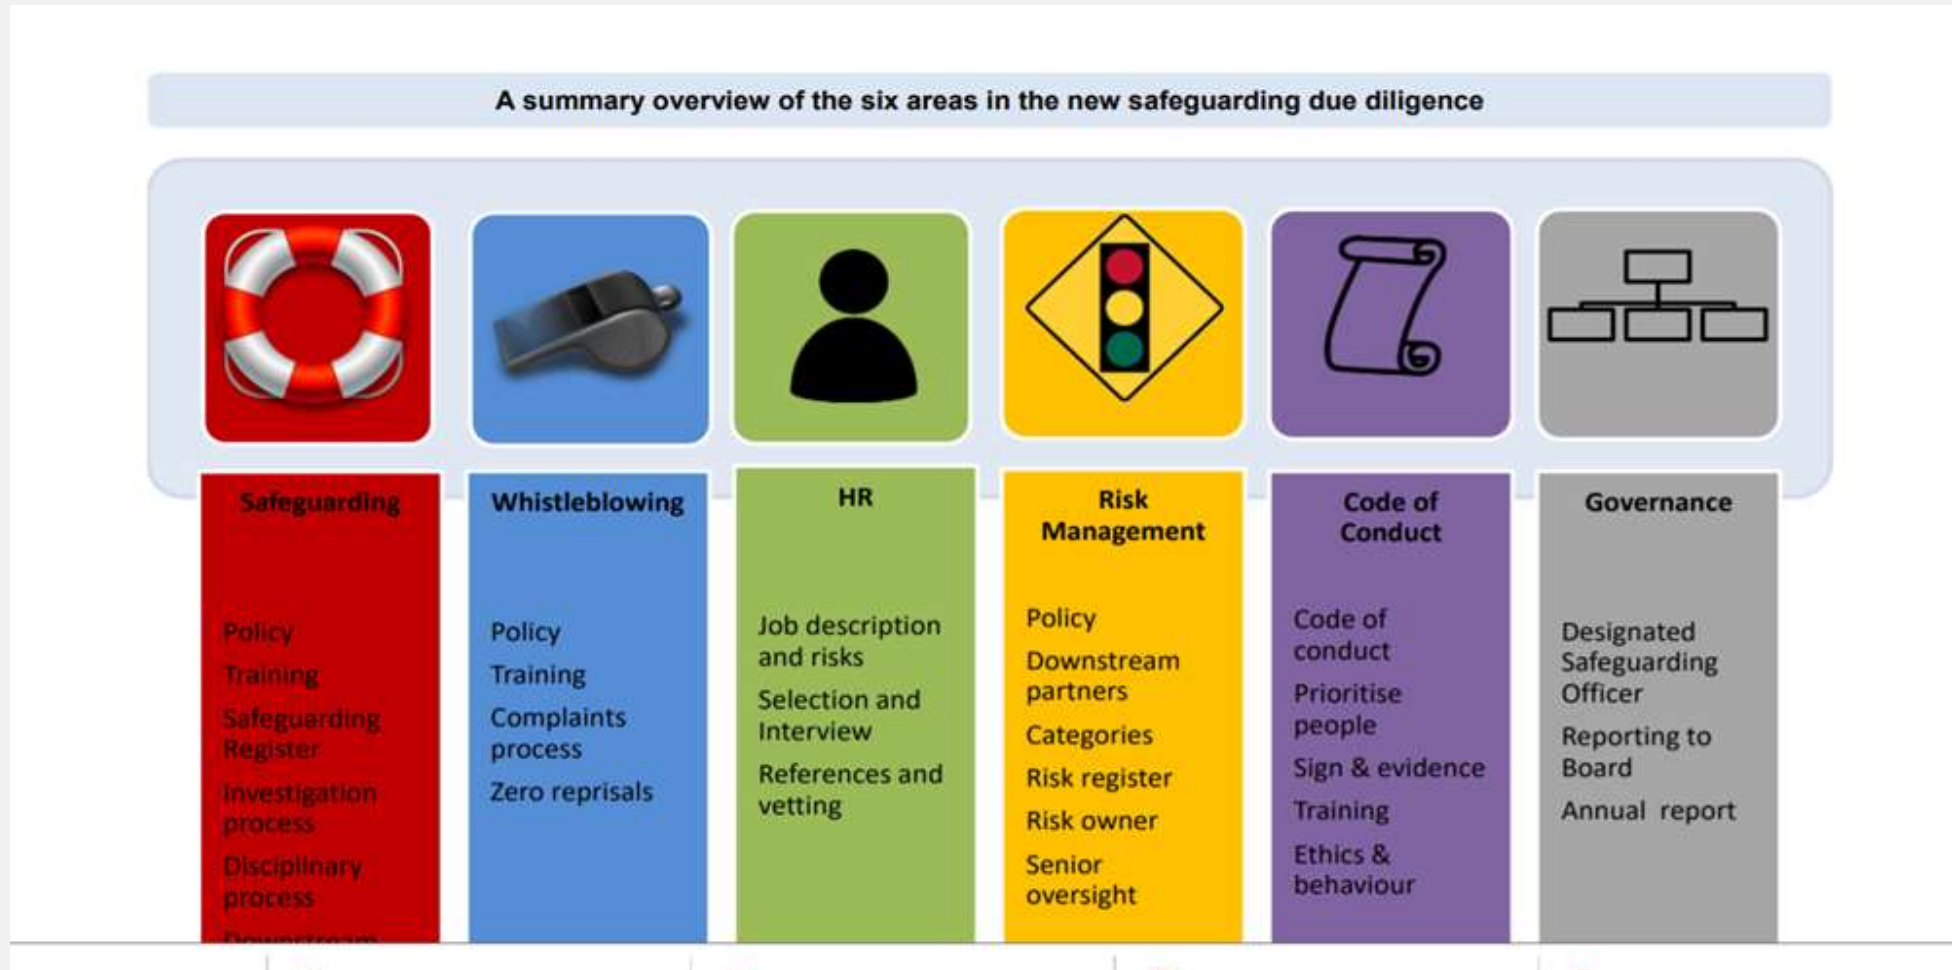 A summary overview of the six areas in the new safeguarding due diligence
Safeguarding
Policy
Training
Safeguarding
Register
Investigation
process
Disciplinary
process
Downstream
Whistleblowing
Policy
Training
Complaints
process
Zero reprisals
HR
Job description
and risks
Selection and
Interview
References and
vetting
Risk
Management
Policy
Downstream
partners
Categories
Risk register
Risk owner
Senior
oversight
Code of
Conduct
Code of
conduct
Prioritise
people
Sign & evidence
Training
Ethics &
behaviour
Governance
Designated
Safeguarding
Officer
Reporting to
Board
Annual  report